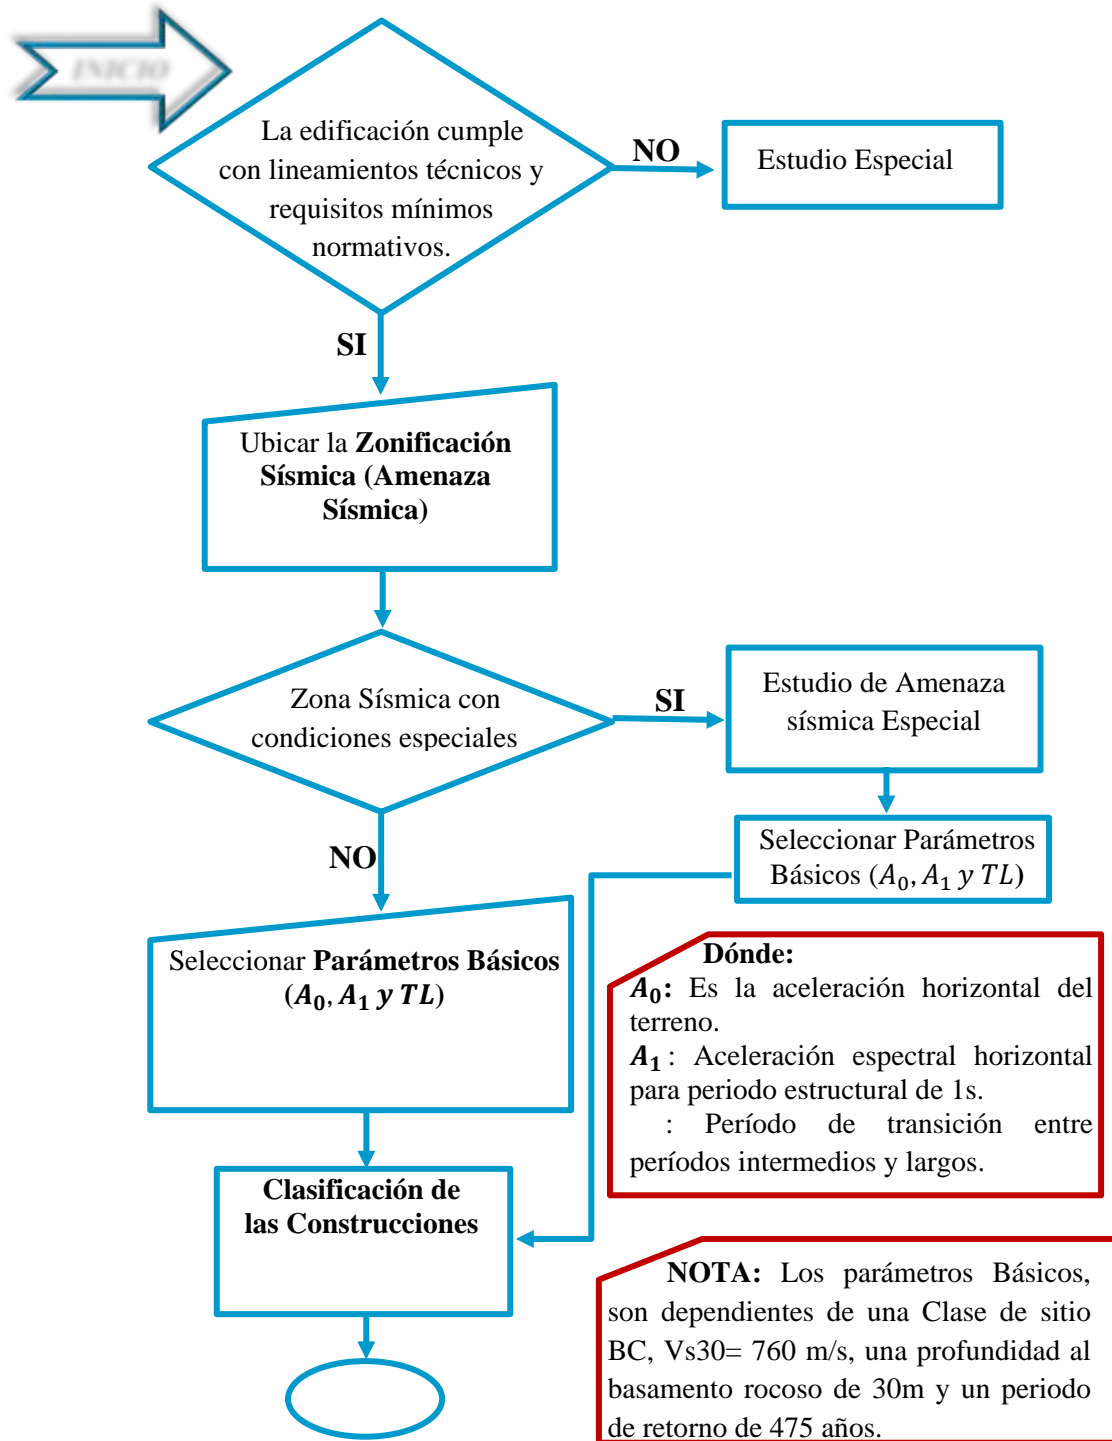 INICIO
La edificación cumple
con lineamientos técnicos y
requisitos mínimos
normativos.
NO
Estudio Especial
SI
Ubicar la Zonificación
Sísmica (Amenaza
Sísmica)
Zona Sísmica con
condiciones especiales
SI
Estudio de Amenaza
sísmica Especial
NO
Seleccionar Parámetros
Básicos (A₀, A₁ y TL)
Seleccionar Parámetros Básicos
(A₀, A₁ y TL)
Dónde:
A₀: Es la aceleración horizontal del
terreno.
A₁ : Aceleración espectral horizontal
para periodo estructural de 1s.
: Período de transición entre
períodos intermedios y largos.
Clasificación de
las Construcciones
NOTA: Los parámetros Básicos,
son dependientes de una Clase de sitio
BC, Vs30= 760 m/s, una profundidad al
basamento rocoso de 30m y un periodo
de retorno de 475 años.